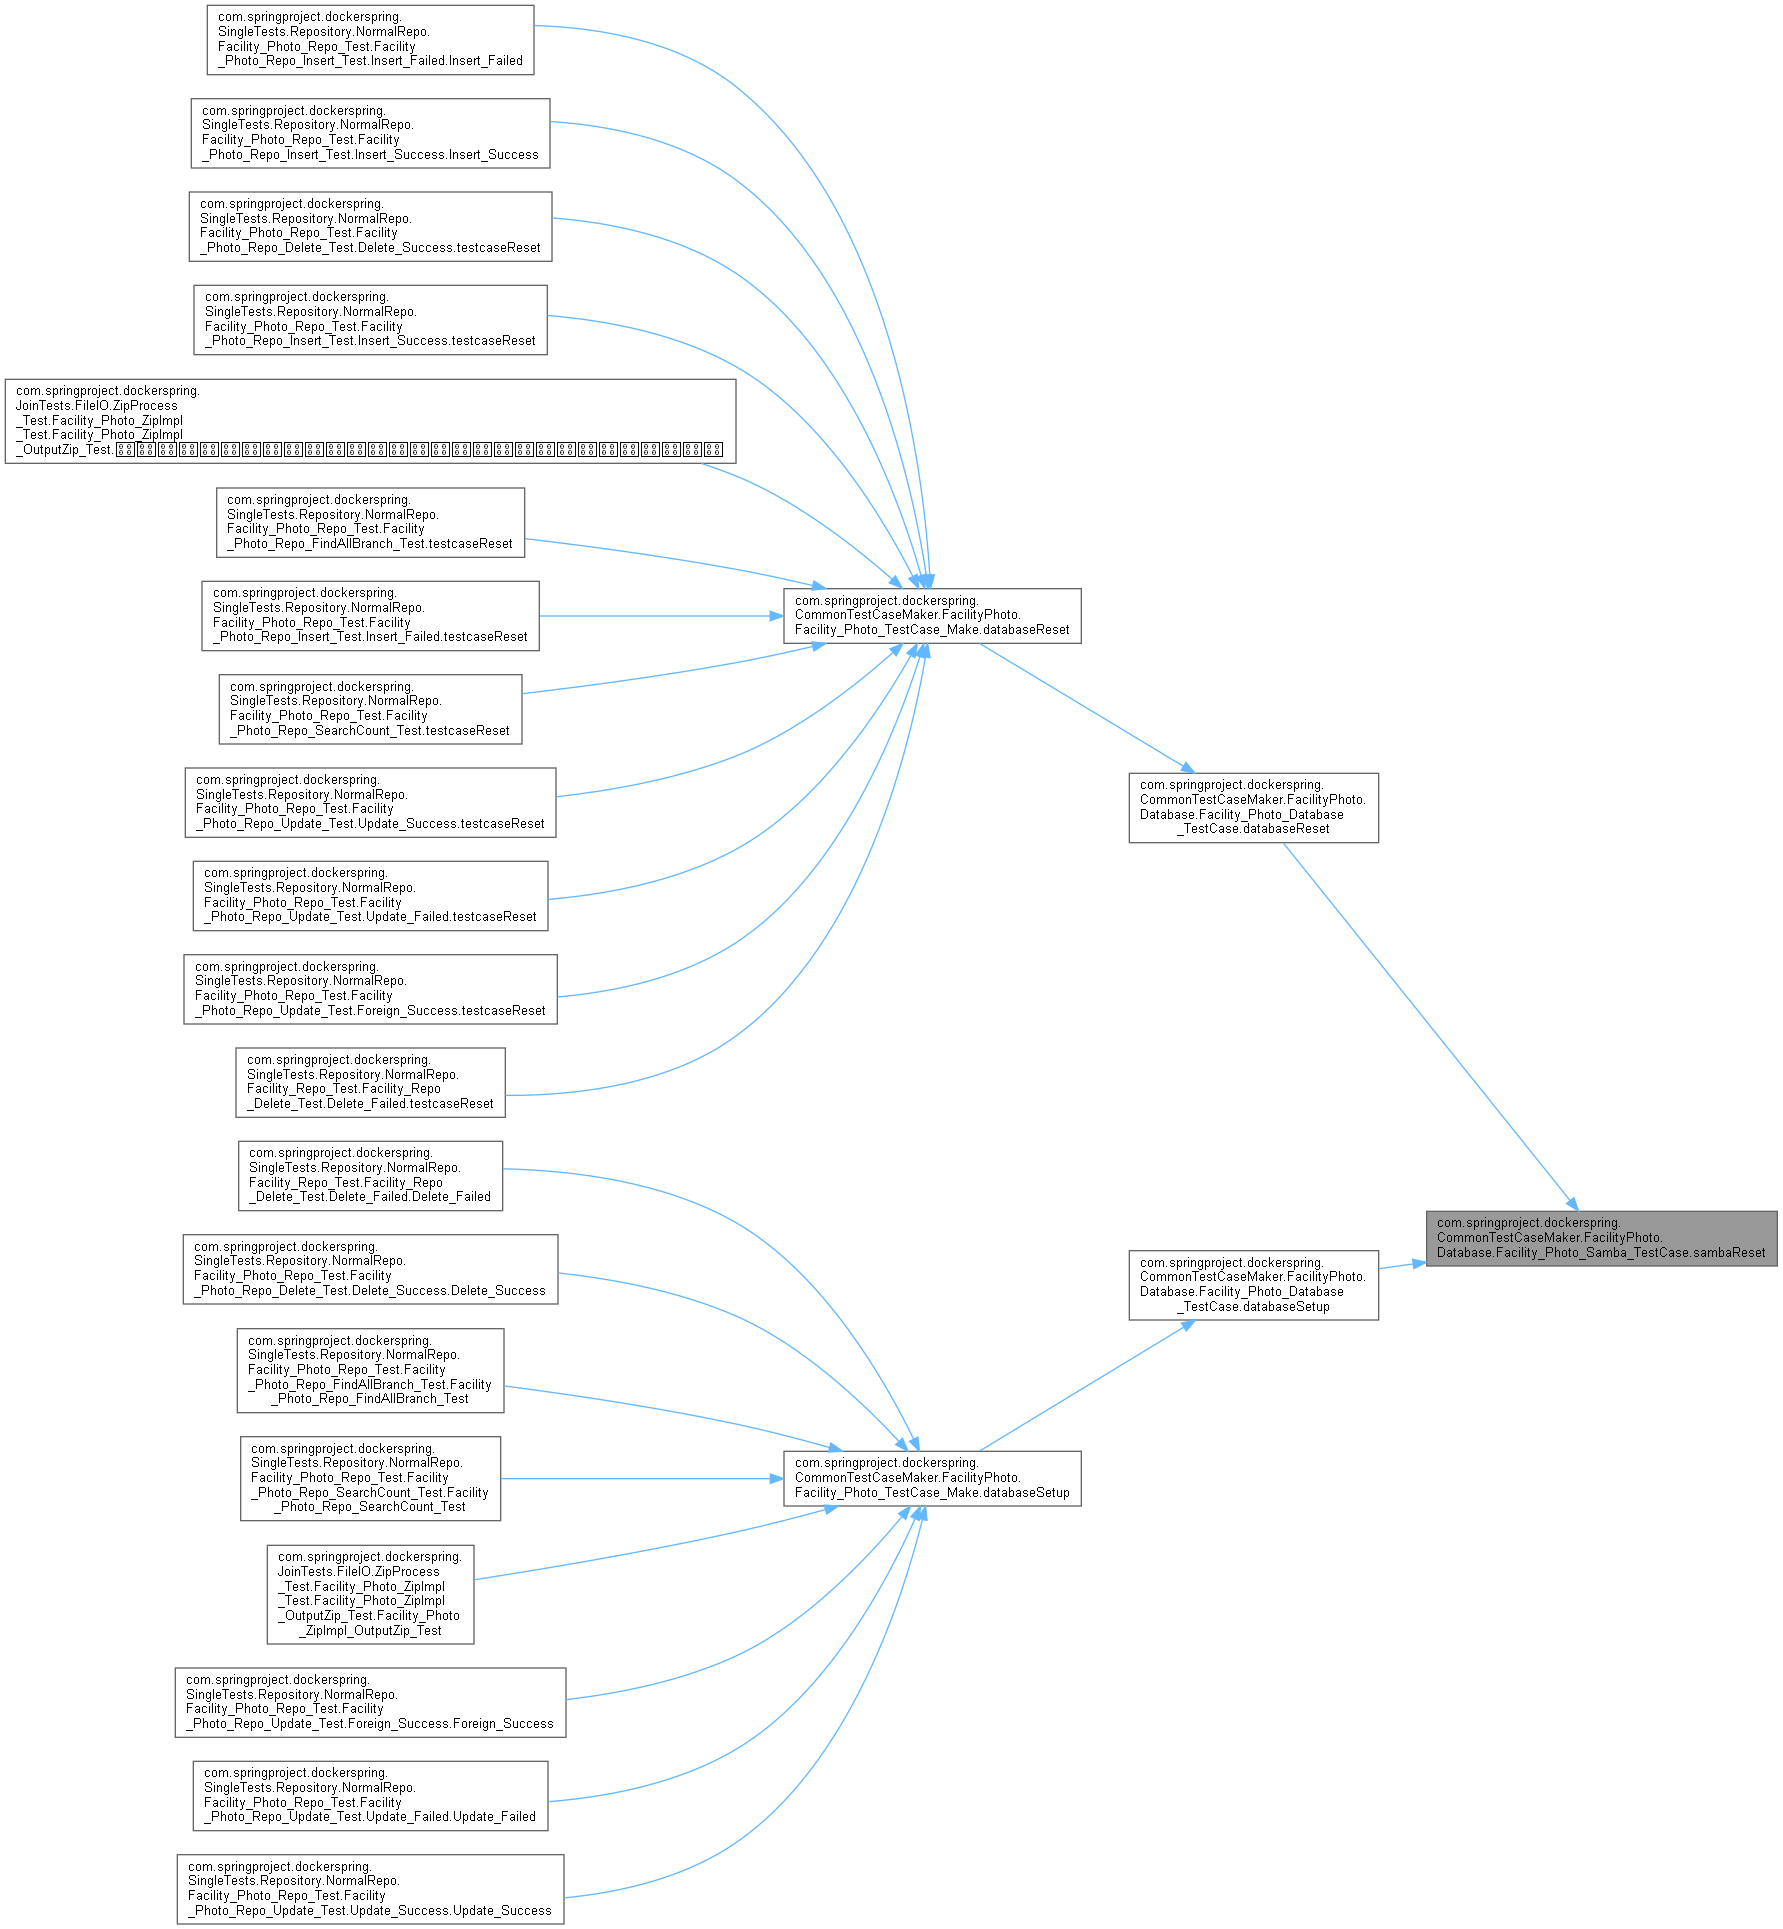 com.springproject.dockerspring.
SingleTests.Repository.NormalRepo.
Facility_Photo_Repo_Test.Facility
_Photo_Repo_Insert_Test.Insert_Failed.Insert_Failed
com.springproject.dockerspring.
SingleTests.Repository.NormalRepo.
Facility_Photo_Repo_Test.Facility
_Photo_Repo_Insert_Test.Insert_Success.Insert_Success
com.springproject.dockerspring.
SingleTests.Repository.NormalRepo.
Facility_Photo_Repo_Test.Facility
_Photo_Repo_Delete_Test.Delete_Success.testcaseReset
com.springproject.dockerspring.
SingleTests.Repository.NormalRepo.
Facility_Photo_Repo_Test.Facility
_Photo_Repo_Insert_Test.Insert_Success.testcaseReset
com.springproject.dockerspring.
JoinTests.FileIO.ZipProcess
_Test.Facility_Photo_ZipImpl
_Test.Facility_Photo_ZipImpl
_OutputZip_Test.
com.springproject.dockerspring.
SingleTests.Repository.NormalRepo.
Facility_Photo_Repo_Test.Facility
_Photo_Repo_FindAllBranch_Test.testcaseReset
com.springproject.dockerspring.
SingleTests.Repository.NormalRepo.
Facility_Photo_Repo_Test.Facility
_Photo_Repo_Insert_Test.Insert_Failed.testcaseReset
com.springproject.dockerspring.
SingleTests.Repository.NormalRepo.
Facility_Photo_Repo_Test.Facility
_Photo_Repo_SearchCount_Test.testcaseReset
com.springproject.dockerspring.
SingleTests.Repository.NormalRepo.
Facility_Photo_Repo_Test.Facility
_Photo_Repo_Update_Test.Update_Success.testcaseReset
com.springproject.dockerspring.
SingleTests.Repository.NormalRepo.
Facility_Photo_Repo_Test.Facility
_Photo_Repo_Update_Test.Update_Failed.testcaseReset
com.springproject.dockerspring.
SingleTests.Repository.NormalRepo.
Facility_Photo_Repo_Test.Facility
_Photo_Repo_Update_Test.Foreign_Success.testcaseReset
com.springproject.dockerspring.
SingleTests.Repository.NormalRepo.
Facility_Repo_Test.Facility_Repo
_Delete_Test.Delete_Failed.testcaseReset
com.springproject.dockerspring.
SingleTests.Repository.NormalRepo.
Facility_Repo_Test.Facility_Repo
_Delete_Test.Delete_Failed.Delete_Failed
com.springproject.dockerspring.
SingleTests.Repository.NormalRepo.
Facility_Photo_Repo_Test.Facility
_Photo_Repo_Delete_Test.Delete_Success.Delete_Success
com.springproject.dockerspring.
SingleTests.Repository.NormalRepo.
Facility_Photo_Repo_Test.Facility
_Photo_Repo_FindAllBranch_Test.Facility
_Photo_Repo_FindAllBranch_Test
com.springproject.dockerspring.
SingleTests.Repository.NormalRepo.
Facility_Photo_Repo_Test.Facility
_Photo_Repo_SearchCount_Test.Facility
_Photo_Repo_SearchCount_Test
com.springproject.dockerspring.
JoinTests.FileIO.ZipProcess
_Test.Facility_Photo_ZipImpl
_Test.Facility_Photo_ZipImpl
_OutputZip_Test.Facility_Photo
_ZipImpl_OutputZip_Test
com.springproject.dockerspring.
SingleTests.Repository.NormalRepo.
Facility_Photo_Repo_Test.Facility
_Photo_Repo_Update_Test.Foreign_Success.Foreign_Success
com.springproject.dockerspring.
SingleTests.Repository.NormalRepo.
Facility_Photo_Repo_Test.Facility
_Photo_Repo_Update_Test.Update_Failed.Update_Failed
com.springproject.dockerspring.
SingleTests.Repository.NormalRepo.
Facility_Photo_Repo_Test.Facility
_Photo_Repo_Update_Test.Update_Success.Update_Success
com.springproject.dockerspring.
CommonTestCaseMaker.FacilityPhoto.
Facility_Photo_TestCase_Make.databaseReset
com.springproject.dockerspring.
CommonTestCaseMaker.FacilityPhoto.
Facility_Photo_TestCase_Make.databaseSetup
com.springproject.dockerspring.
CommonTestCaseMaker.FacilityPhoto.
Database.Facility_Photo_Database
_TestCase.databaseReset
com.springproject.dockerspring.
CommonTestCaseMaker.FacilityPhoto.
Database.Facility_Photo_Database
_TestCase.databaseSetup
com.springproject.dockerspring.
CommonTestCaseMaker.FacilityPhoto.
Database.Facility_Photo_Samba_TestCase.sambaReset